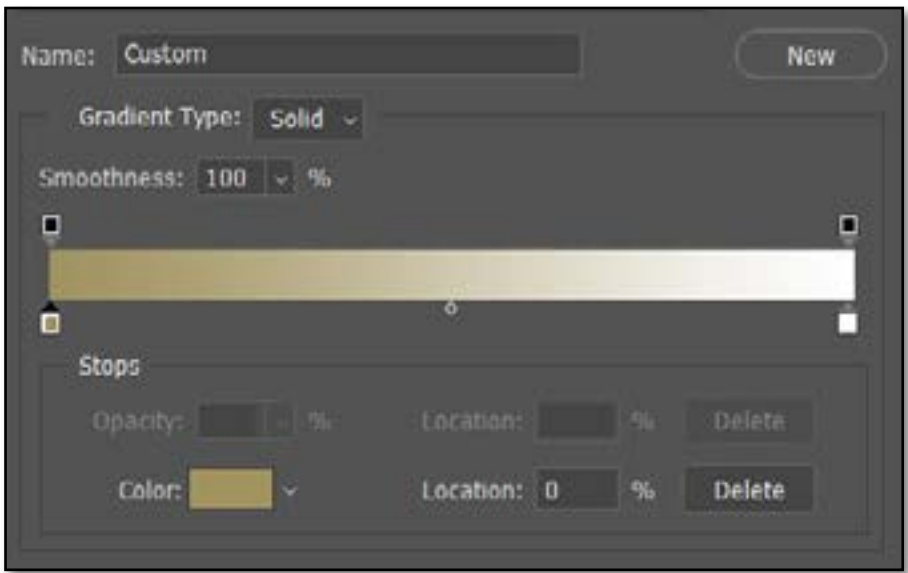 Name: Custom New
Gradient Type: Solid
Smoothness: 100 %
Stops
Opacity: % Location: % Delete
Color: Location: 0 % Delete